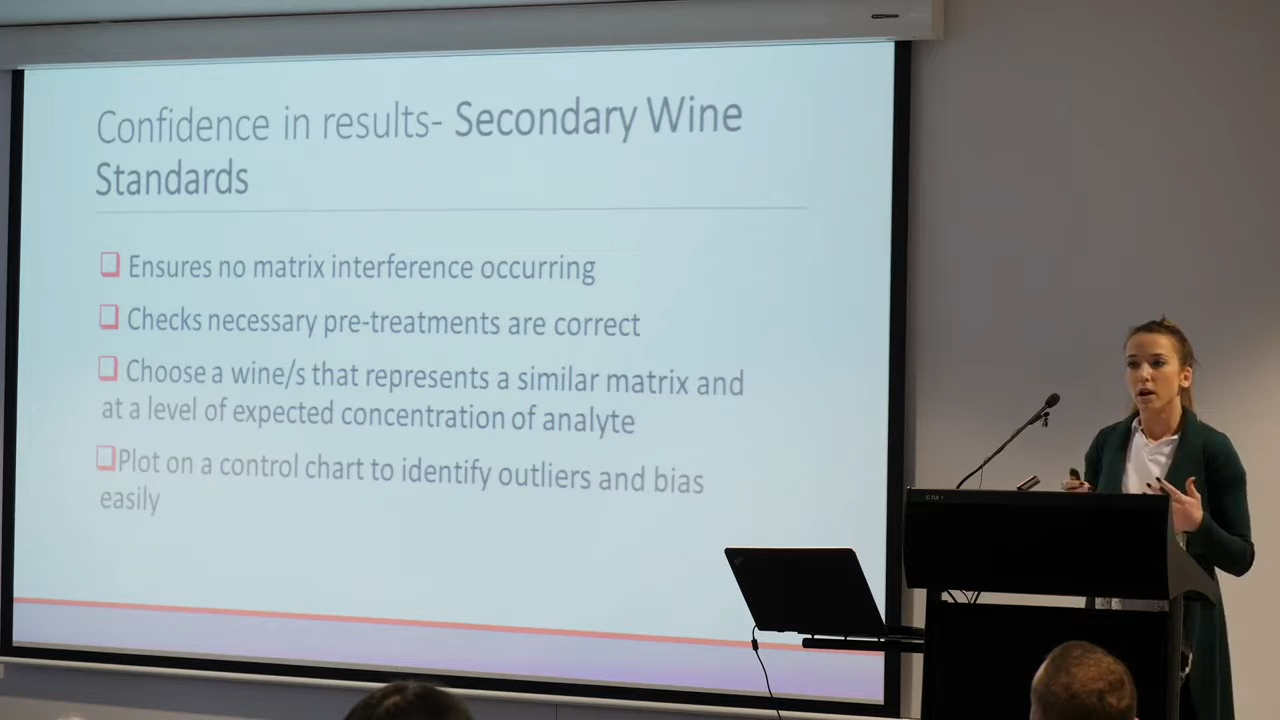 Confidence in results- Secondary Wine
Standards
Ensures no matrix interference occurring
Checks necessary pre-treatments are correct
Choose a wine/s that represents a similar matrix and
at a level of expected concentration of analyte
Plot on a control chart to identify outliers and bias
easily